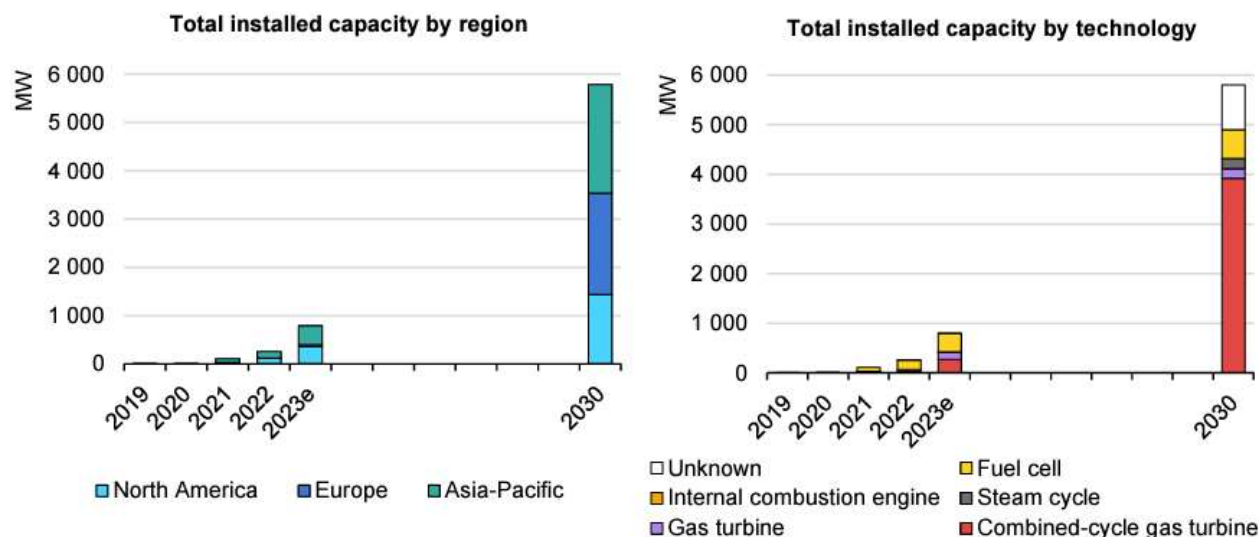 Total installed capacity by region
MW
6 000
5 000
4 000
3 000
2 000
1 000
0
2019
2020
2021
2022
2023e
2030
North America
Europe
Asia-Pacific
Total installed capacity by technology
MW
6 000
5 000
4 000
3 000
2 000
1 000
0
2019
2020
2021
2022
2023e
2030
Unknown
Fuel cell
Internal combustion engine
Steam cycle
Gas turbine
Combined-cycle gas turbine